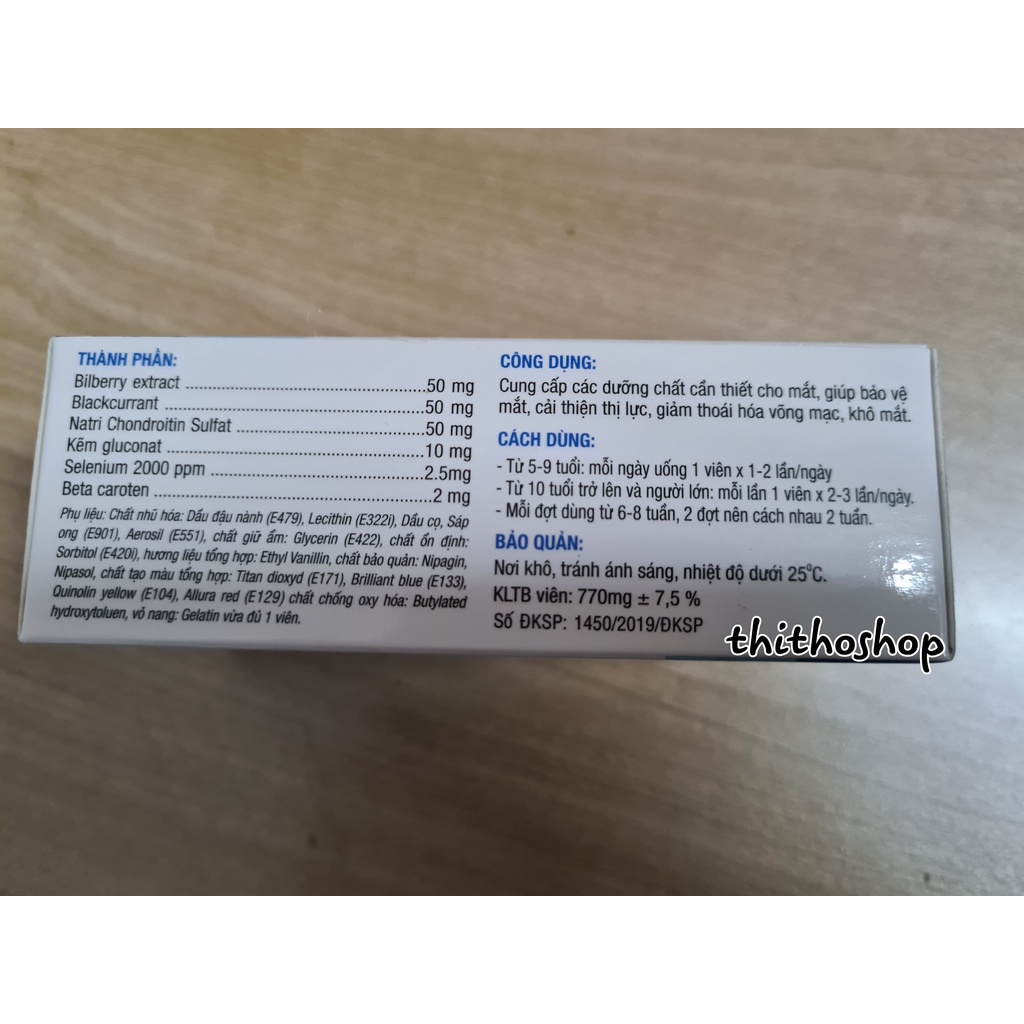 THÀNH PHẦN:
Bilberry extract ..........................................50 mg
Blackcurrant ..............................................50 mg
Natri Chondroitin Sulfat ..................................50 mg
Kẽm gluconat ..............................................10 mg
Selenium 2000 ppm .........................................2.5mg
Beta caroten ..............................................2 mg
Phụ liệu: Chất nhũ hóa: Dầu đậu nành (E479), Lecithin (E322i), Dầu cọ, Sáp
ong (E901), Aerosil (E551), chất giữ ẩm: Glycerin (E422), chất ổn định:
Sorbitol (E420i), hương liệu tổng hợp: Ethyl Vanillin, chất bảo quản: Nipagin,
Nipasol, chất tạo màu tổng hợp: Titan dioxyd (E171), Brilliant blue (E133),
Quinolin yellow (E104), Allura red (E129) chất chống oxy hóa: Butylated
hydroxytoluen, vỏ nang: Gelatin vừa đủ 1 viên.
CÔNG DỤNG:
Cung cấp các dưỡng chất cần thiết cho mắt, giúp bảo vệ
mắt, cải thiện thị lực, giảm thoái hóa võng mạc, khô mắt.
CÁCH DÙNG:
- Từ 5-9 tuổi: mỗi ngày uống 1 viên x 1-2 lần/ngày
- Từ 10 tuổi trở lên và người lớn: mỗi lần 1 viên x 2-3 lần/ngày.
- Mỗi đợt dùng từ 6-8 tuần, 2 đợt nên cách nhau 2 tuần.
BẢO QUẢN:
Nơi khô, tránh ánh sáng, nhiệt độ dưới 25⁰C.
KLTB viên: 770mg ± 7,5 %
Số ĐKSP: 1450/2019/ĐKSP
thithoshop